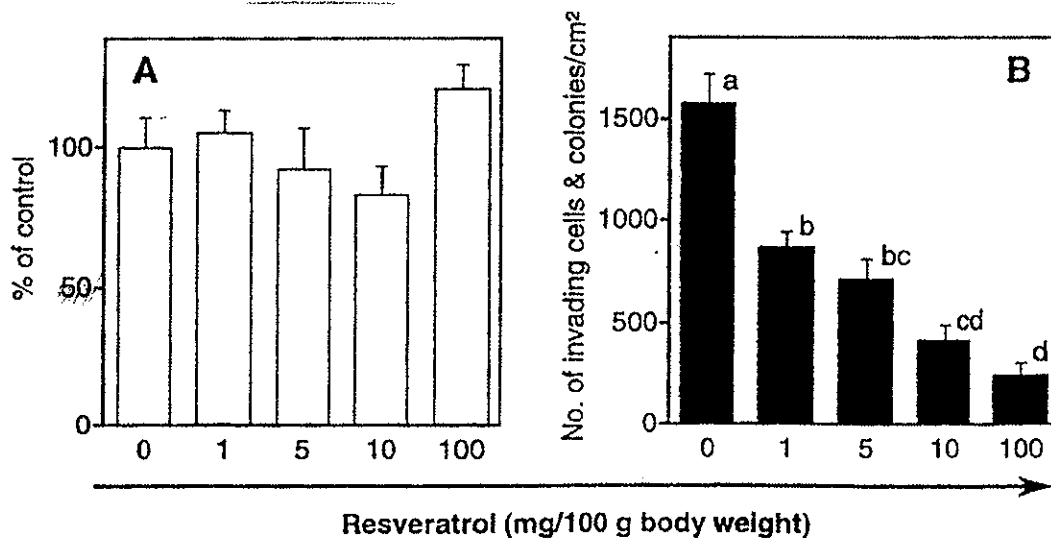 A
% of control
100
50
0
0 1 5 10 100
B
No. of invading cells & colonies/cm²
1500
1000
500
0
a
b
bc
cd
d
0 1 5 10 100
Resveratrol (mg/100 g body weight)